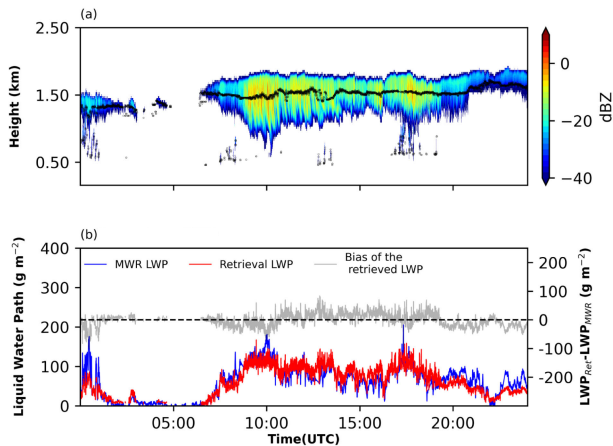 (a)
2.50
1.50
0.50
Height (km)
0
−20
−40
dBZ
(b)
400
300
200
100
0
Liquid Water Path (g m−2)
MWR LWP
Retrieval LWP
Bias of the
retrieved LWP
200
100
0
−100
−200
LWPRet-LWPMWR (g m−2)
05:00
10:00
15:00
20:00
Time(UTC)